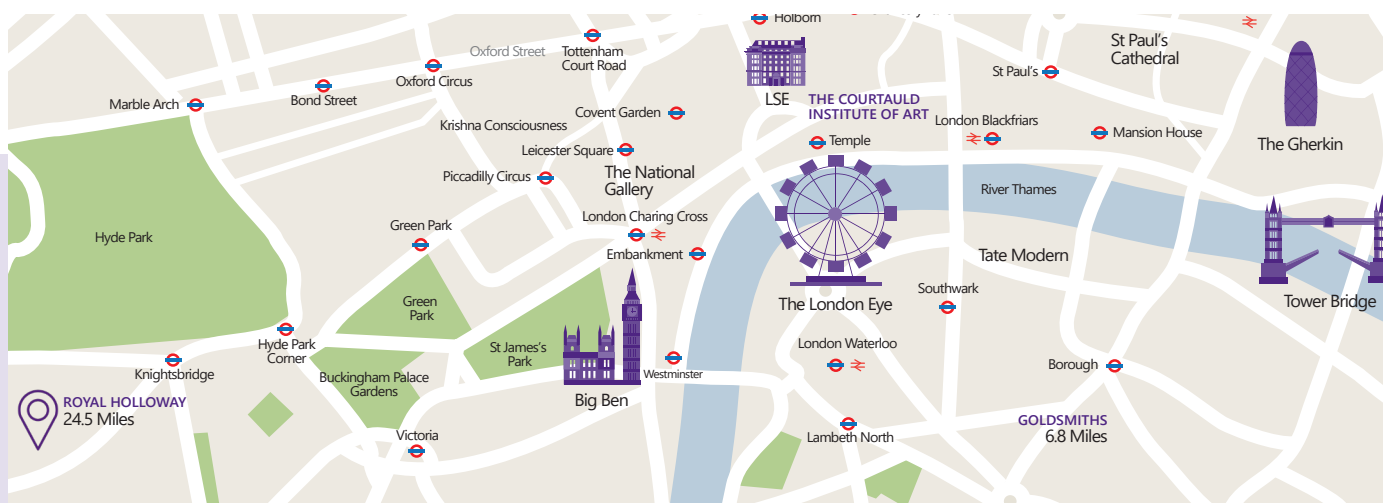 Holborn
Oxford Street
Tottenham
Court Road
St Paul's
Cathedral
Oxford Circus
St Paul's
Marble Arch
Bond Street
LSE
THE COURTAULD
INSTITUTE OF ART
Covent Garden
Krishna Consciousness
London Blackfriars
Mansion House
Temple
The Gherkin
Leicester Square
Piccadilly Circus
The National
Gallery
River Thames
London Charing Cross
Green Park
Hyde Park
Embankment
Tate Modern
Southwark
Green
Park
The London Eye
Tower Bridge
Hyde Park
Corner
St James's
Park
London Waterloo
Knightsbridge
Buckingham Palace
Gardens
Westminster
Borough
Big Ben
ROYAL HOLLOWAY
24.5 Miles
GOLDSMITHS
6.8 Miles
Victoria
Lambeth North